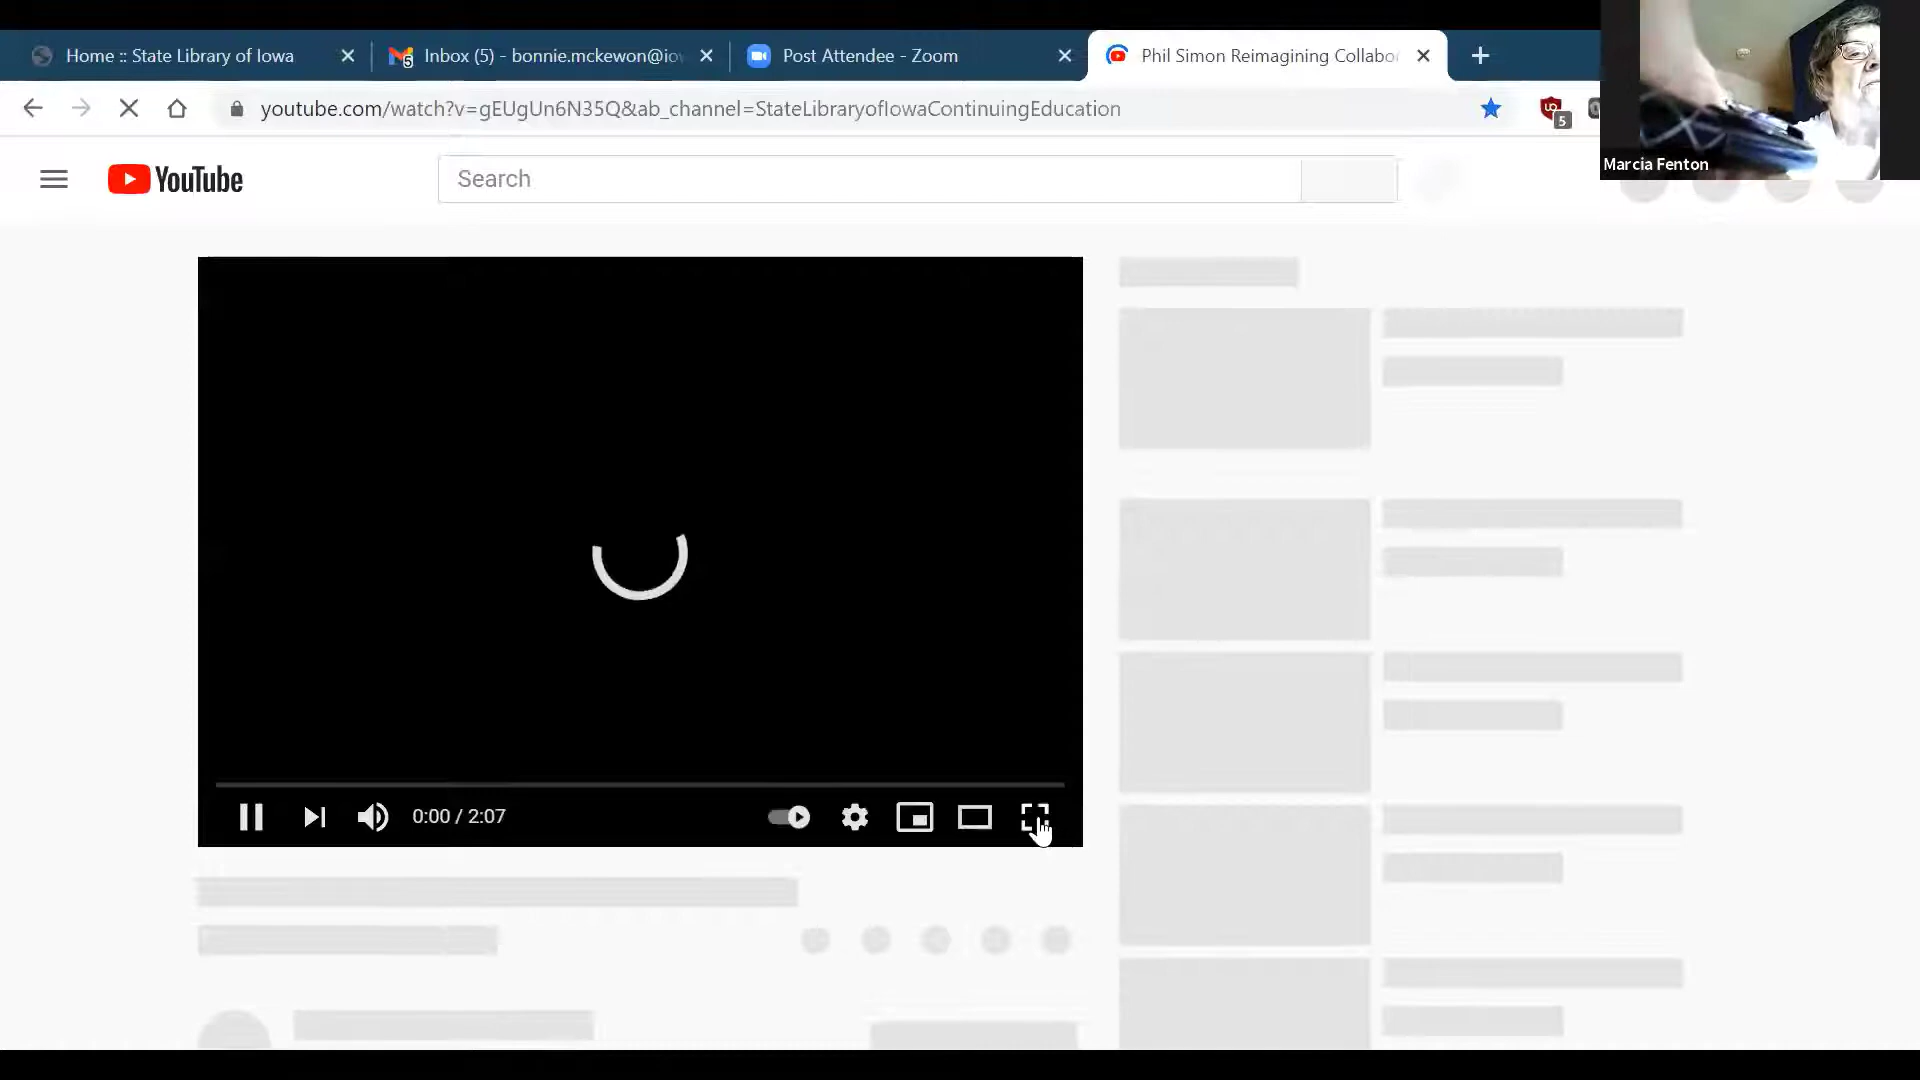 Home :: State Library of Iowa
5
Inbox (5) - bonnie.mckewon@io
Post Attendee - Zoom
Phil Simon Reimagining Collabo
youtube.com/watch?v=gEUgUn6N35Q&ab_channel=StateLibraryofIowaContinuingEducation
5
Marcia Fenton
YouTube
Search
0:00 / 2:07